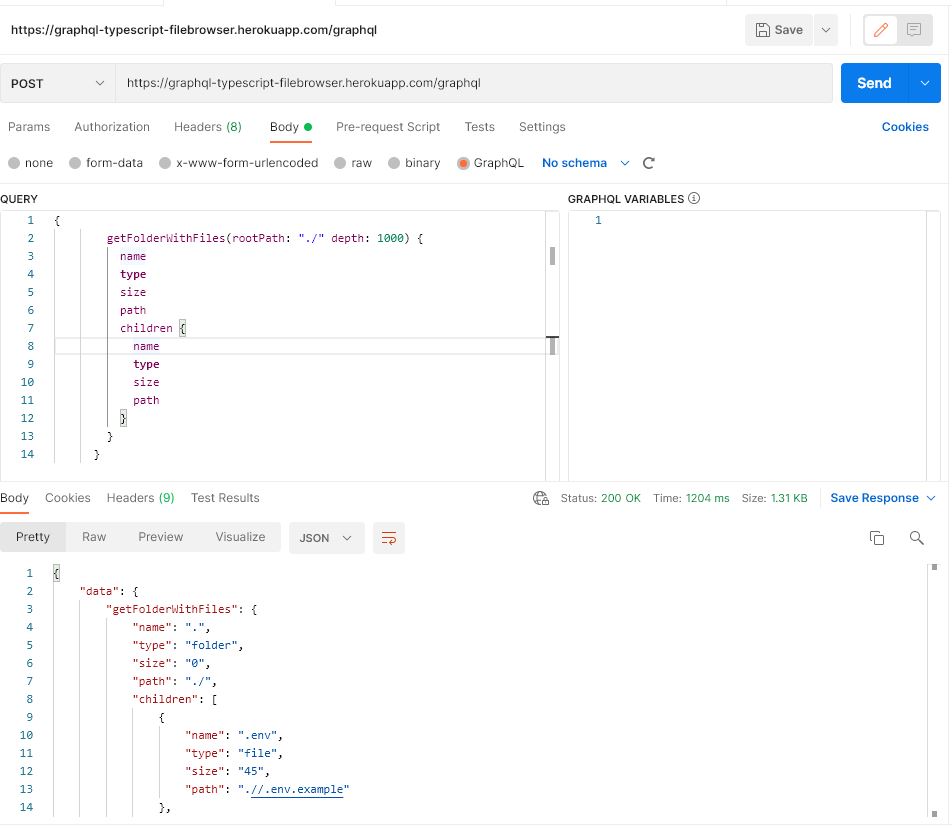 https://graphql-typescript-filebrowser.herokuapp.com/graphql
Save
POST
https://graphql-typescript-filebrowser.herokuapp.com/graphql
Send
Params Authorization Headers (8) Body Pre-request Script Tests Settings Cookies
none form-data x-www-form-urlencoded raw binary GraphQL No schema
QUERY
1 {
2 getFolderWithFiles(rootPath: "./" depth: 1000) {
3 name
4 type
5 size
6 path
7 children {
8 name
9 type
10 size
11 path
12 }
13 }
14 }
GRAPHQL VARIABLES
1
Body Cookies Headers (9) Test Results Status: 200 OK Time: 1204 ms Size: 1.31 KB Save Response
Pretty Raw Preview Visualize JSON
1 {
2 "data": {
3 "getFolderWithFiles": {
4 "name": ".",
5 "type": "folder",
6 "size": "0",
7 "path": "./",
8 "children": [
9 {
10 "name": ".env",
11 "type": "file",
12 "size": "45",
13 "path": ".//.env.example"
14 },